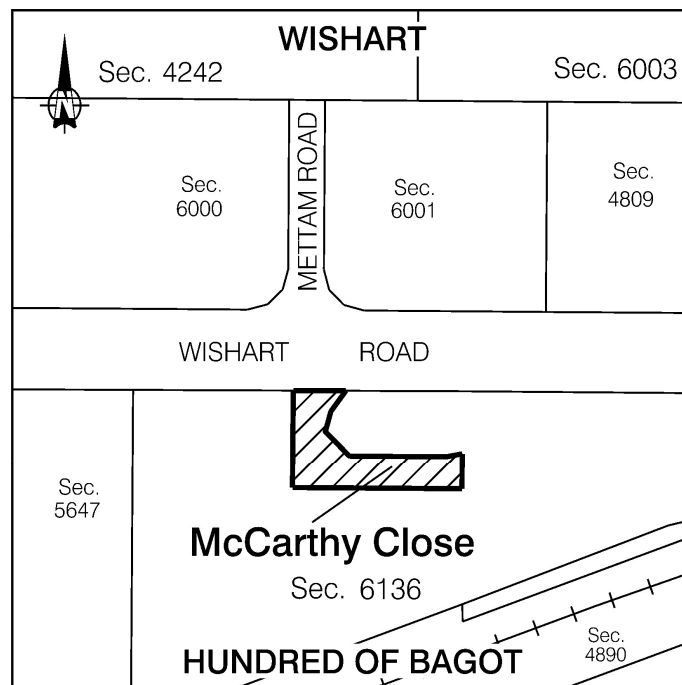 WISHART
Sec. 4242
Sec. 6003
N
Sec.
6000
METTAM ROAD
Sec.
6001
Sec.
4809
WISHART ROAD
Sec.
5647
McCarthy Close
Sec. 6136
HUNDRED OF BAGOT
Sec.
4890